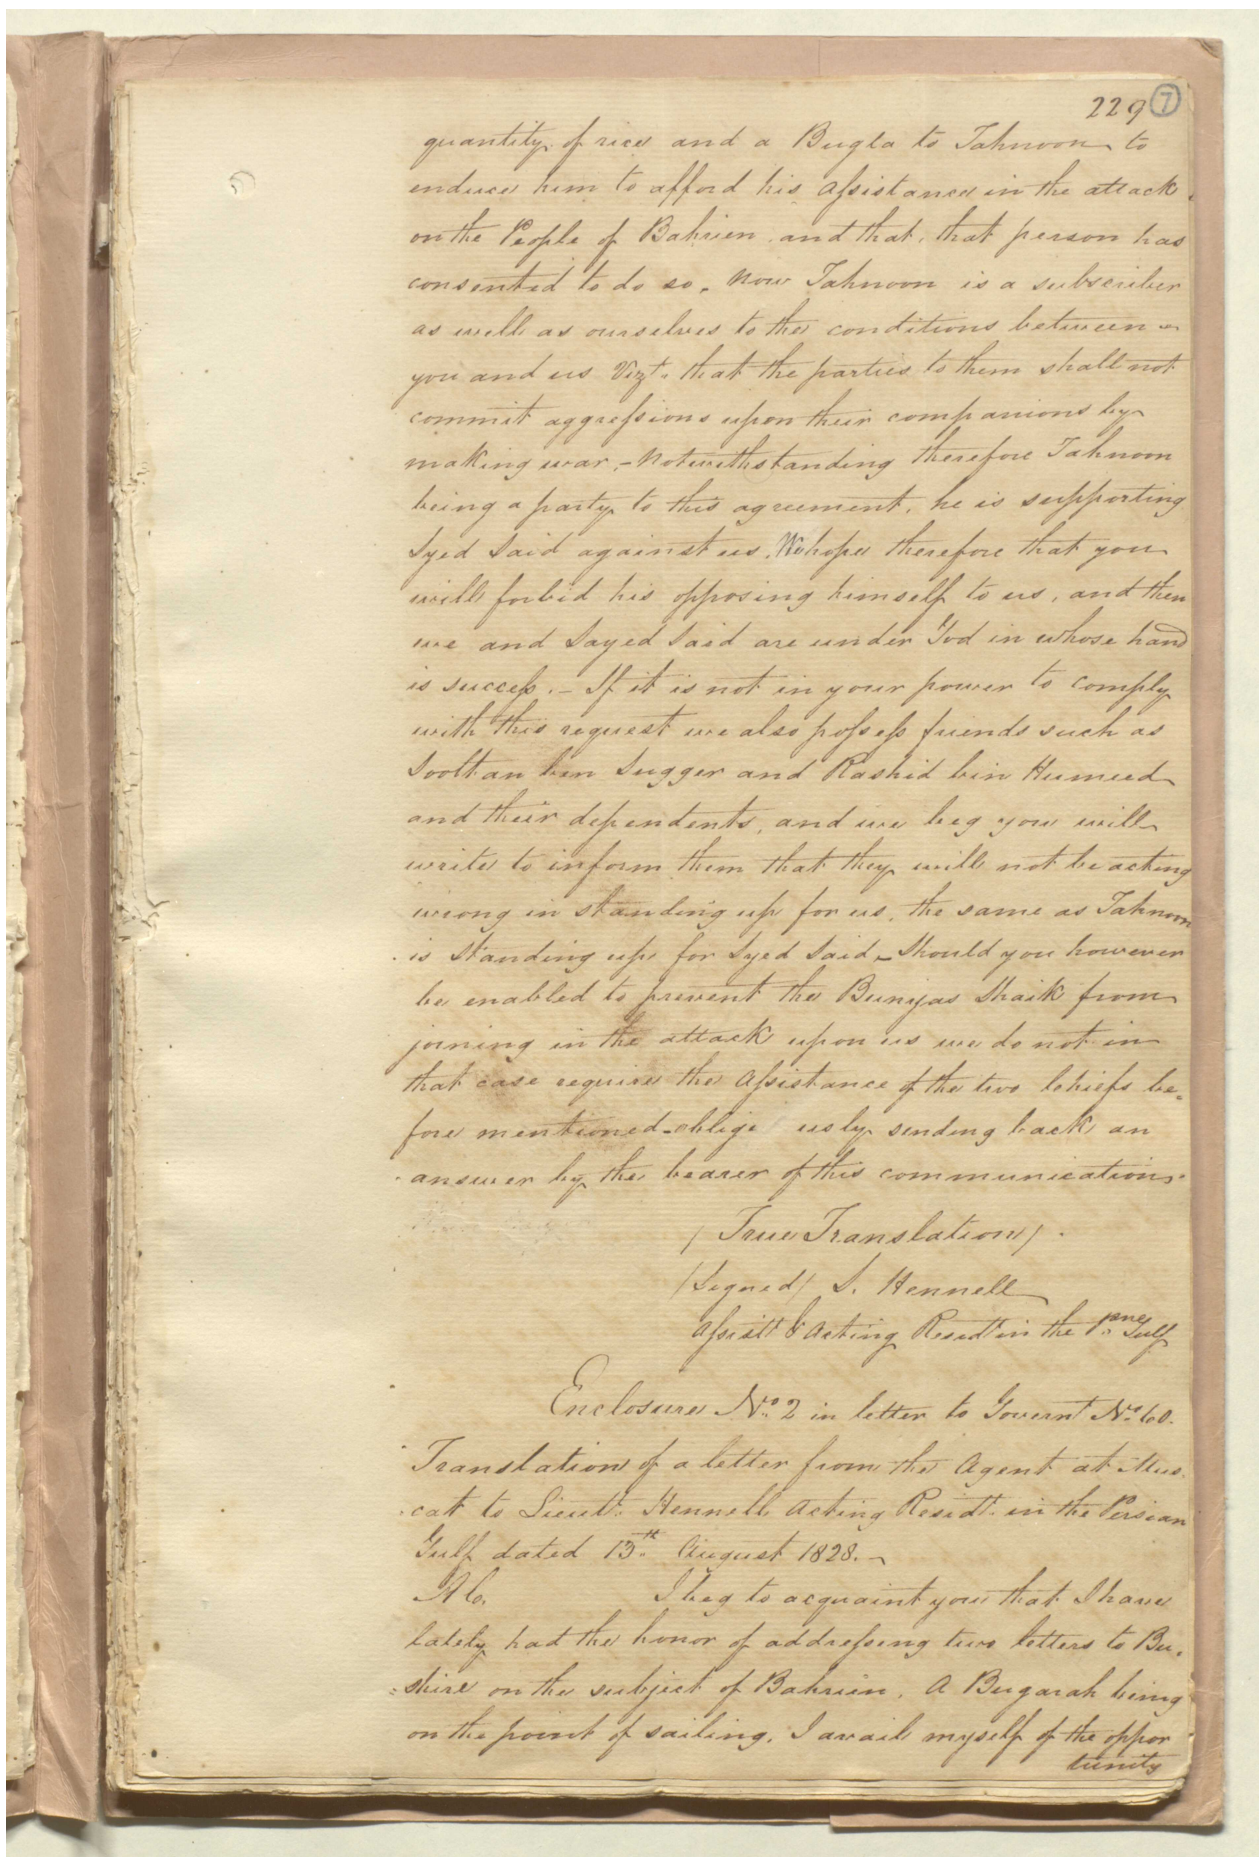 229 7
quantity of rice and a Bugla to Tahnoon to
enduce him to afford his assistance in the attack
on the People of Bahrien, and that, that person has
consented to do so. Now Tahnoon is a subscriber
as well as ourselves to the conditions between
you and us Vizt. that the parties to them shall not
commit aggressions upon their companions by
making war,- Notwithstanding therefore Tahnoon
being a party to this agreement, he is supporting
Syed Said against us. We hope therefore that you
will forbid his opposing himself to us, and then
we and Sayed Said are under God in whose hand
is success.- If it is not in your power to comply
with this request we also possess friends such as
Sooltan bin Sugger and Rashid bin Humeed
and their dependents, and we beg you will
write to inform them that they will not be acting
wrong in standing up for us, the same as Tahnoon
is standing up for Syed Said - Should you however
be enabled to prevent the Beniyas Shaik from
joining in the attack upon us we do not in
that case require the Assistance of the two Chiefs be-
fore mentioned - oblige us by sending back an
answer by the bearer of this communication.
(True Translation)
(Signed) S. Hennell
Assistt & Acting Residt in the Pn. Gulf
Enclosure No. 2 in letter to Governt No. 60.
Translation of a letter from the Agent at Mus-
cat to Lieutt. Hennell Acting Residt. in the Persian
Gulf dated 13th. August 1828.-
A C. I beg to acquaint you that I have
lately had the honor of addressing two letters to Bu-
shire on the subject of Bahrein. A Bugarah being
on the point of sailing, I avail myself of the oppor
tunity